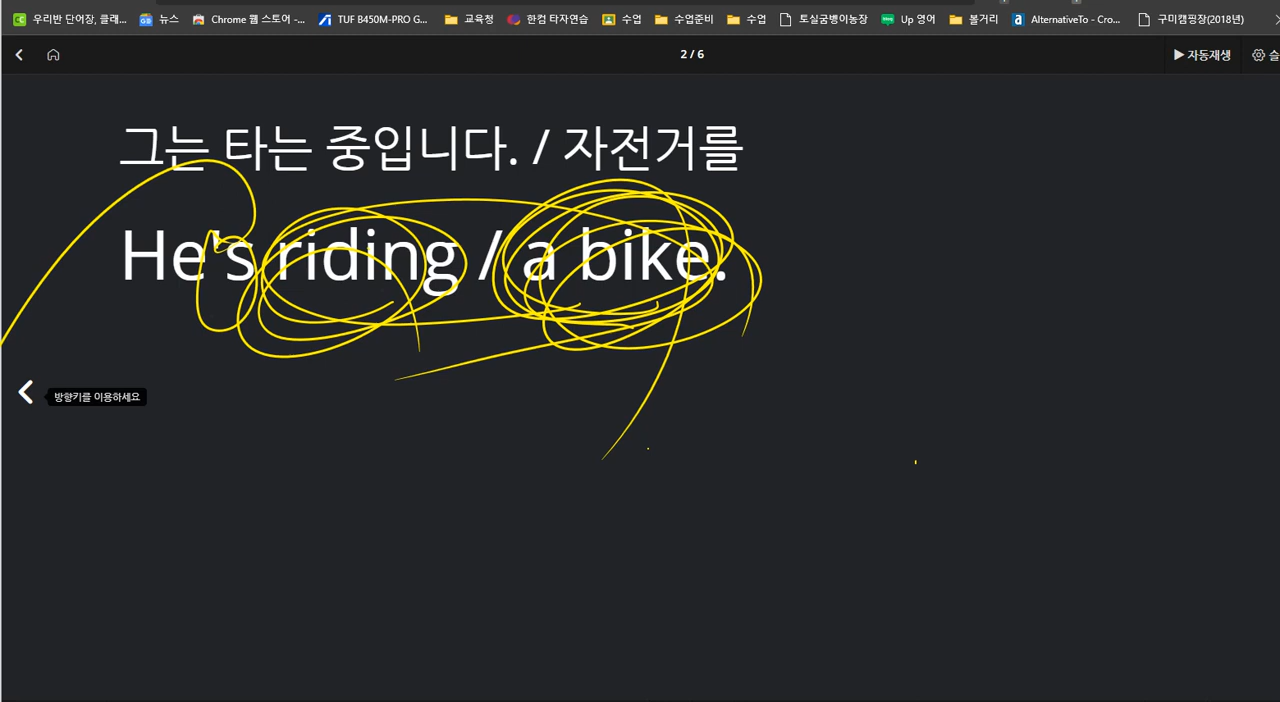 우리반 단어장, 클래... 뉴스 Chrome 웹 스토어 -... TUF B450M-PRO G... 교육청 한컴 타자연습 수업 수업준비 수업 토실굼벵이농장 Up 영어 볼거리 AlternativeTo - Cro... 구미캠핑장(2018년)
2 / 6 자동재생 슬
그는 타는 중입니다. / 자전거를
He's riding / a bike.
방향키를 이용하세요